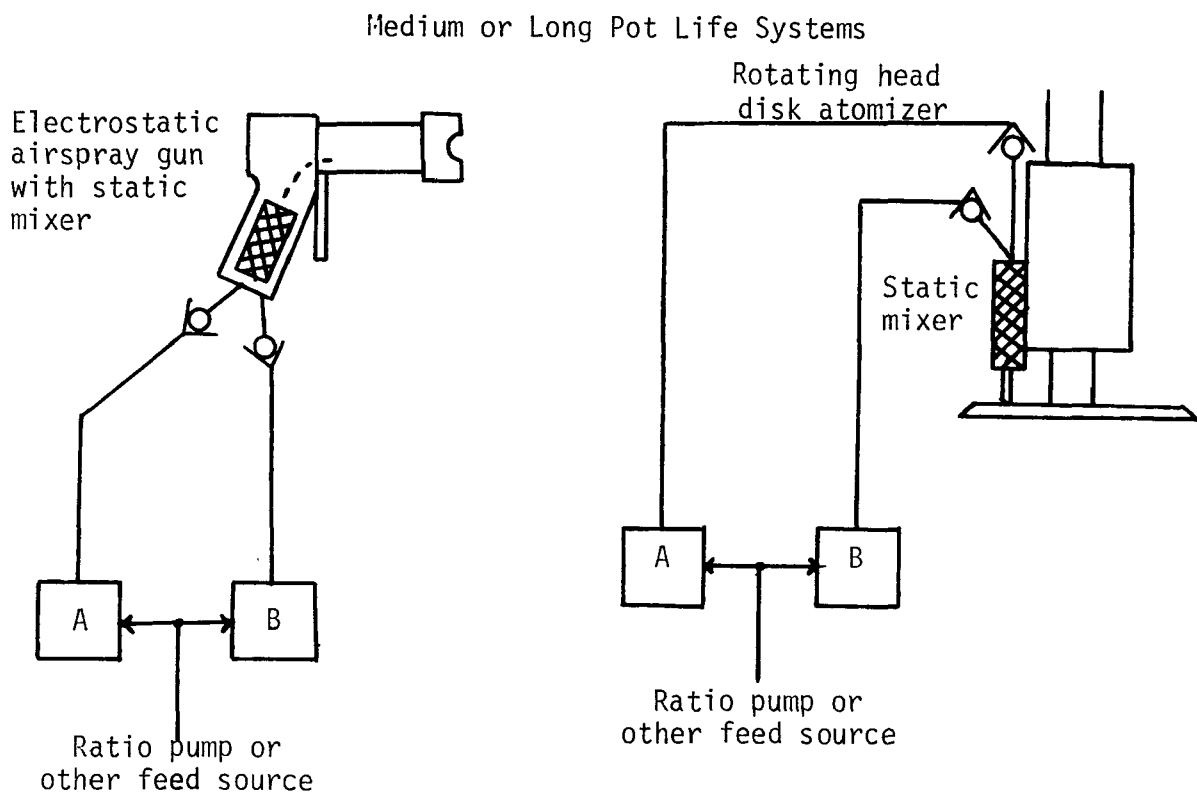 Medium or Long Pot Life Systems
Electrostatic
airspray gun
with static
mixer
A
B
Ratio pump or
other feed source
Rotating head
disk atomizer
Static
mixer
A
B
Ratio pump or
other feed source